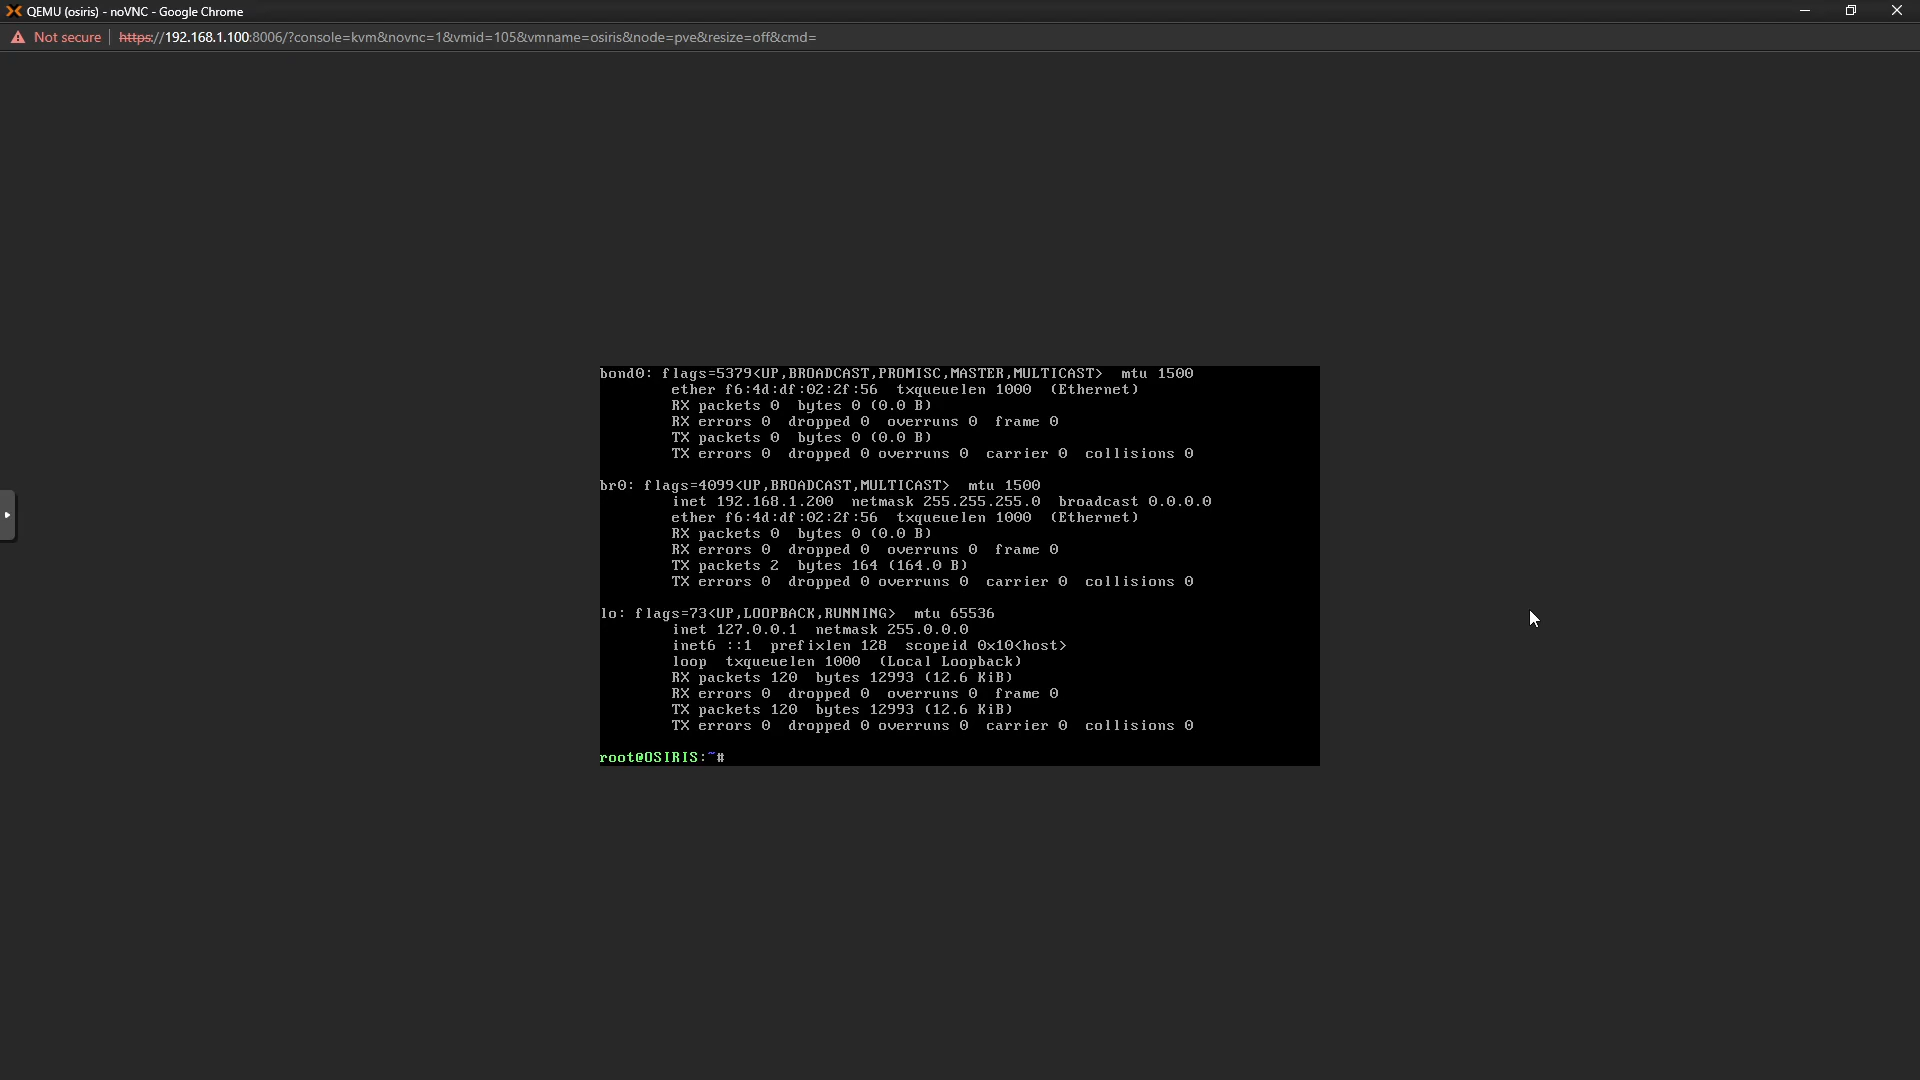 QEMU (osiris) - noVNC - Google Chrome
Not secure | https://192.168.1.100:8006/?console=kvm&novnc=1&vmid=105&vmname=osiris&node=pve&resize=off&cmd=
bond0: flags=5379<UP,BROADCAST,PROMISC,MASTER,MULTICAST>  mtu 1500
        ether f6:4d:df:02:2f:56  txqueuelen 1000  (Ethernet)
        RX packets 0  bytes 0 (0.0 B)
        RX errors 0  dropped 0  overruns 0  frame 0
        TX packets 0  bytes 0 (0.0 B)
        TX errors 0  dropped 0 overruns 0  carrier 0  collisions 0
br0: flags=4099<UP,BROADCAST,MULTICAST>  mtu 1500
        inet 192.168.1.200  netmask 255.255.255.0  broadcast 0.0.0.0
        ether f6:4d:df:02:2f:56  txqueuelen 1000  (Ethernet)
        RX packets 0  bytes 0 (0.0 B)
        RX errors 0  dropped 0  overruns 0  frame 0
        TX packets 2  bytes 164 (164.0 B)
        TX errors 0  dropped 0 overruns 0  carrier 0  collisions 0
lo: flags=73<UP,LOOPBACK,RUNNING>  mtu 65536
        inet 127.0.0.1  netmask 255.0.0.0
        inet6 ::1  prefixlen 128  scopeid 0x10<host>
        loop  txqueuelen 1000  (Local Loopback)
        RX packets 120  bytes 12993 (12.6 KiB)
        RX errors 0  dropped 0  overruns 0  frame 0
        TX packets 120  bytes 12993 (12.6 KiB)
        TX errors 0  dropped 0 overruns 0  carrier 0  collisions 0
root@OSIRIS:~#